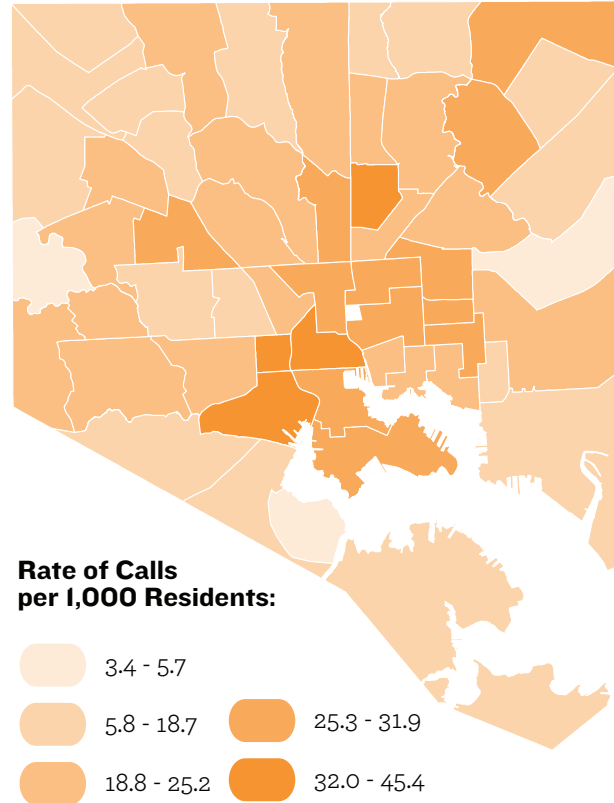 Rate of Calls
per 1,000 Residents:
3.4 - 5.7
5.8 - 18.7
18.8 - 25.2
25.3 - 31.9
32.0 - 45.4